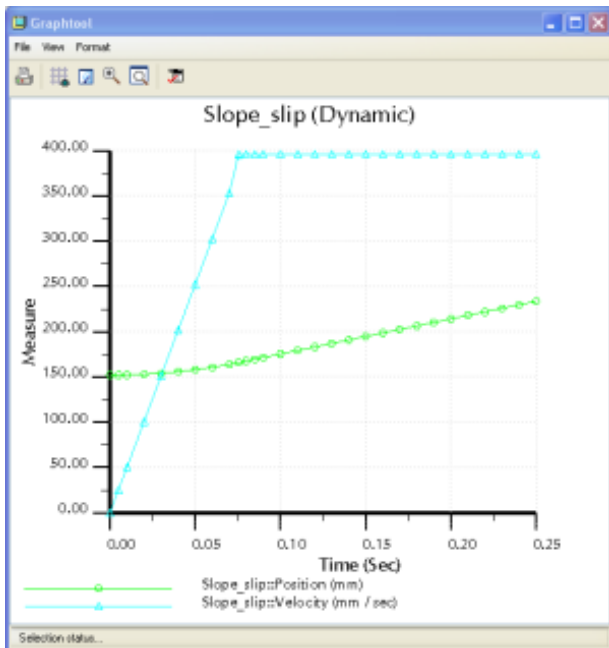 Graphtool
File View Format
Slope_slip (Dynamic)
400.00
350.00
300.00
250.00
200.00
150.00
100.00
50.00
0.00
Measure
0.00 0.05 0.10 0.15 0.20 0.25
Time (Sec)
Slope_slip::Position (mm)
Slope_slip::Velocity (mm / sec)
Selection status...